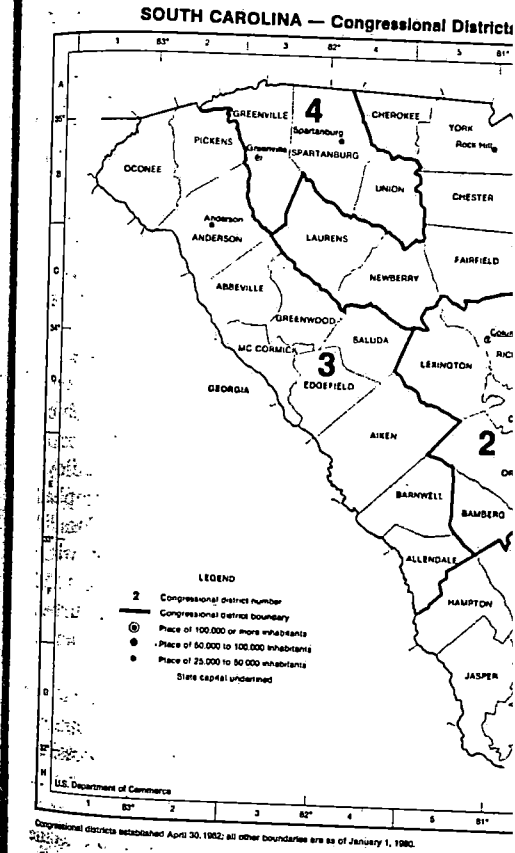 SOUTH CAROLINA — Congressional Districts
1 83° 2 3 82° 4 5 81°
A
35°
B
C
34°
D
E
33°
F
G
32°
H
GREENVILLE
4
CHEROKEE
YORK
Rock Hill
Spartanburg
PICKENS
Greenville
SPARTANBURG
OCONEE
UNION
CHESTER
Anderson
ANDERSON
LAURENS
FAIRFIELD
ABBEVILLE
NEWBERRY
GREENWOOD
SALUDA
MC CORMICK
3
LEXINGTON
RIC
EDGEFIELD
GEORGIA
AIKEN
2
OR
BARNWELL
BAMBERG
ALLENDALE
HAMPTON
JASPER
LEGEND
2 Congressional district number
Congressional district boundary
Place of 100,000 or more inhabitants
Place of 50,000 to 100,000 inhabitants
Place of 25,000 to 50,000 inhabitants
State capital underlined
U.S. Department of Commerce
1 83° 2 3 82° 4 5 81°
Congressional districts established April 30, 1982; all other boundaries are as of January 1, 1980.